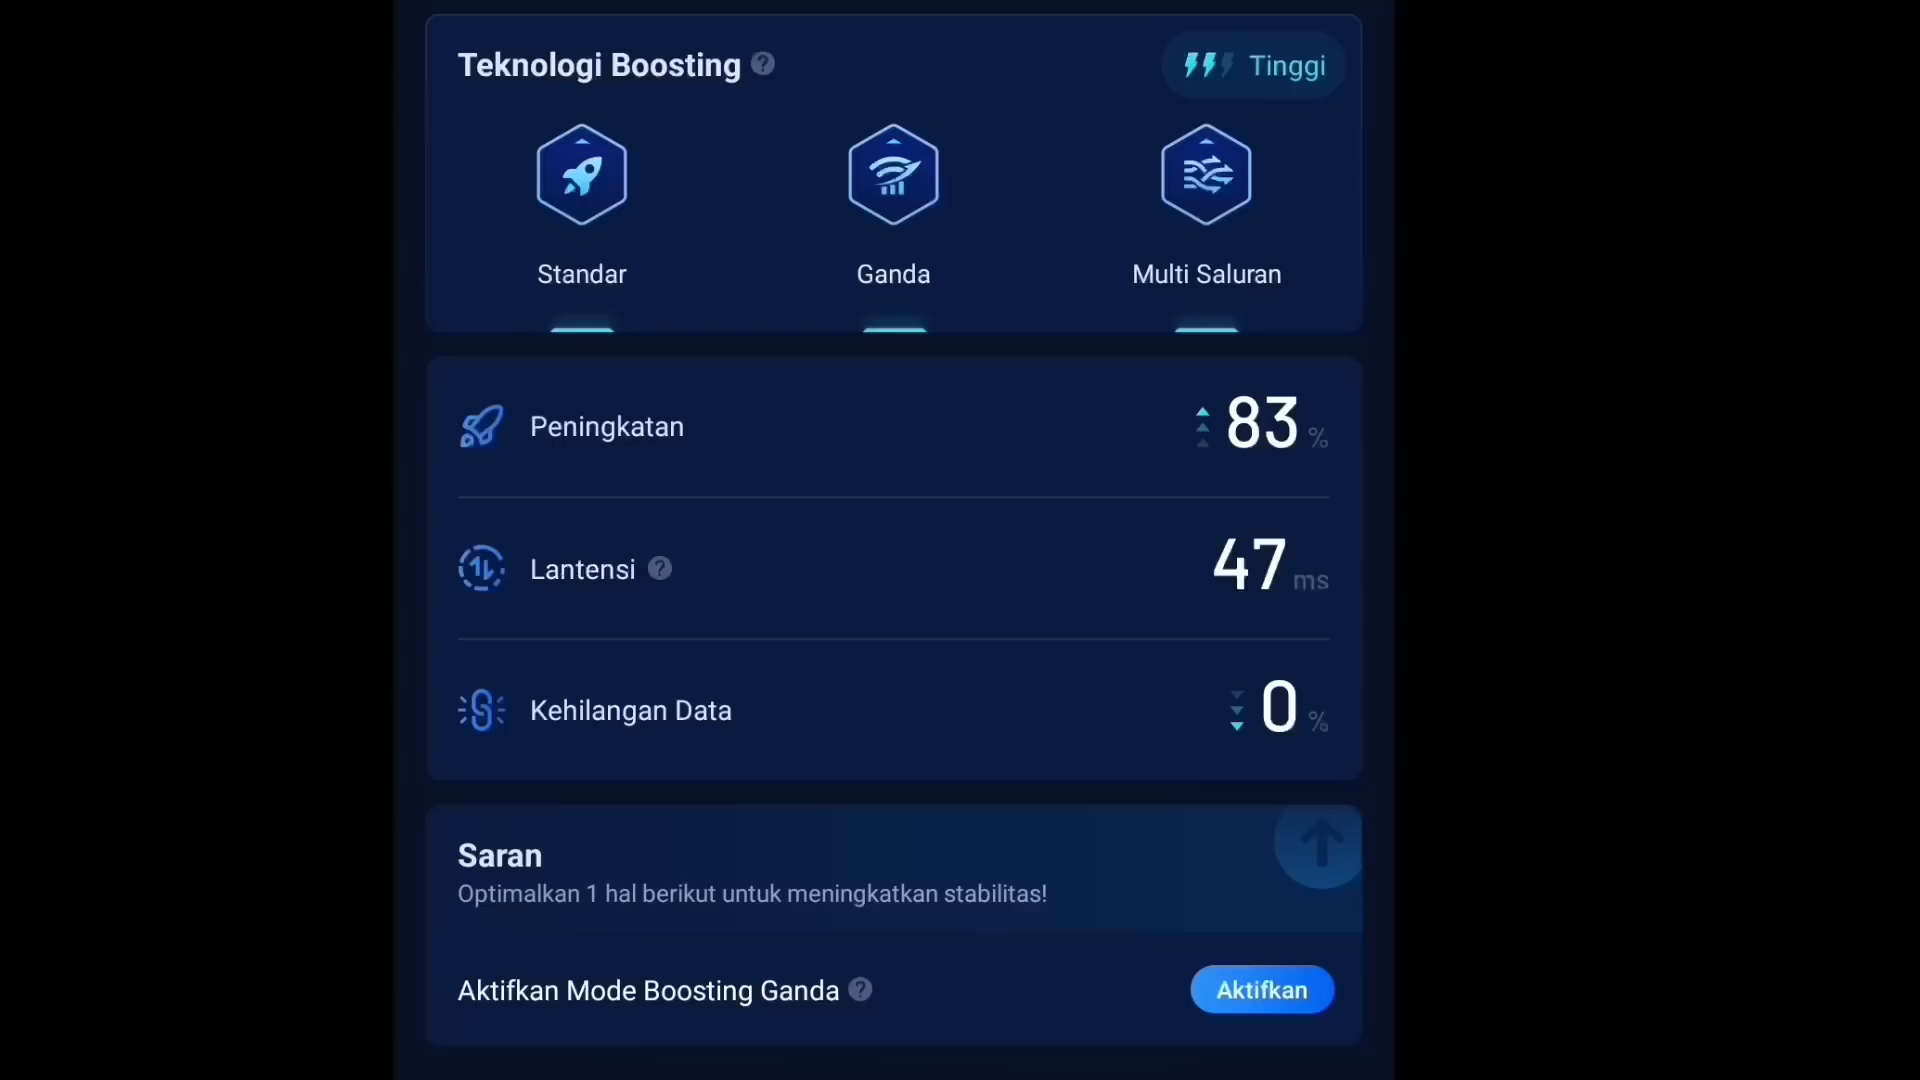 Teknologi Boosting ?
Tinggi
Standar
Ganda
Multi Saluran
Peningkatan
83 %
Lantensi ?
47 ms
Kehilangan Data
0 %
Saran
Optimalkan 1 hal berikut untuk meningkatkan stabilitas!
Aktifkan Mode Boosting Ganda ?
Aktifkan